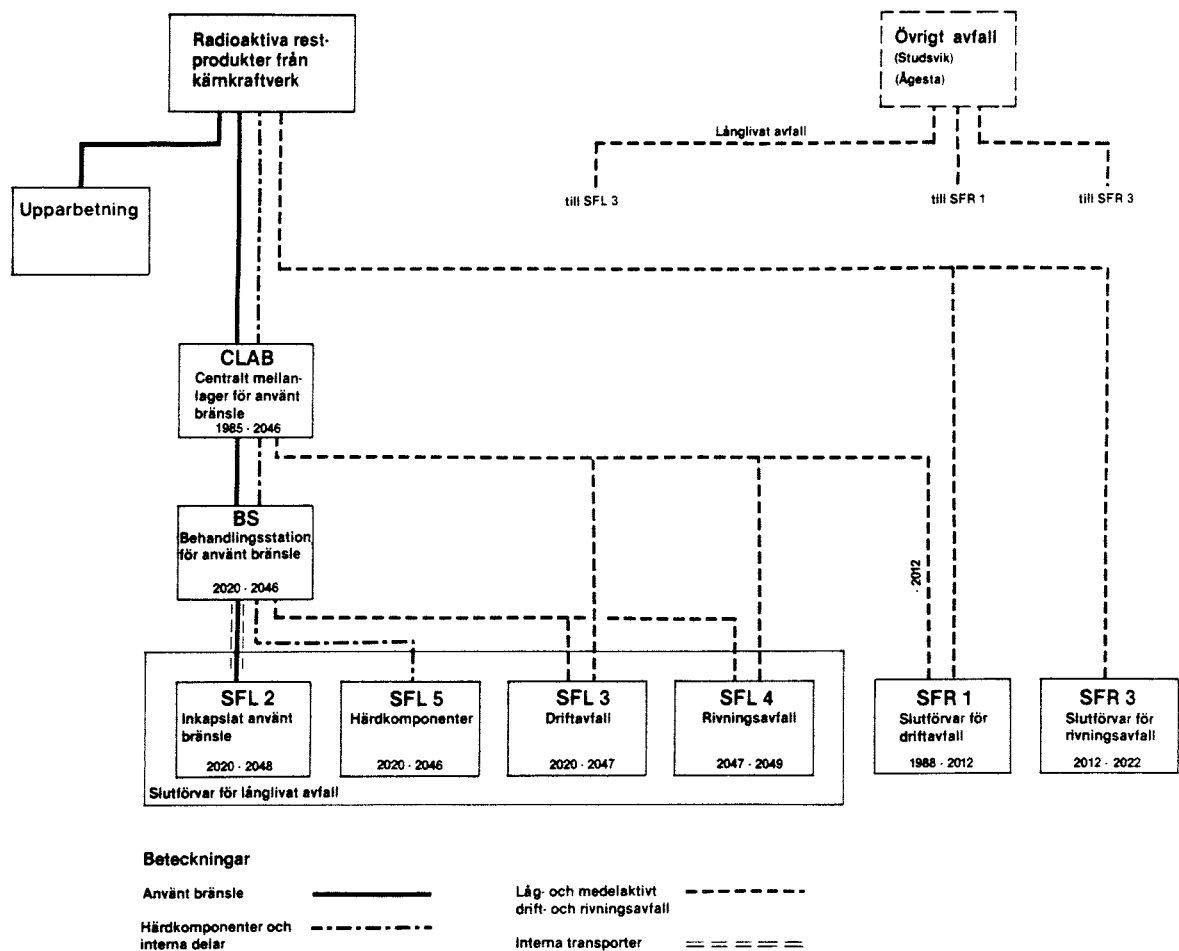 Radioaktiva rest-
produkter från
kärnkraftverk
Övrigt avfall
(Studsvik)
(Ågesta)
Långlivat avfall
Upparbetning
till SFL 3
till SFR 1
till SFR 3
CLAB
Centralt mellan-
lager för använt
bränsle
1985 - 2046
BS
Behandlingsstation
för använt bränsle
2020 - 2046
- 2012
SFL 2
Inkapslat använt
bränsle
2020 - 2048
SFL 5
Härdkomponenter
2020 - 2046
SFL 3
Driftavfall
2020 - 2047
SFL 4
Rivningsavfall
2047 - 2049
SFR 1
Slutförvar för
driftavfall
1988 - 2012
SFR 3
Slutförvar för
rivningsavfall
2012 - 2022
Slutförvar för långlivat avfall
Beteckningar
Använt bränsle
Härdkomponenter och
interna delar
Låg- och medelaktivt
drift- och rivningsavfall
Interna transporter